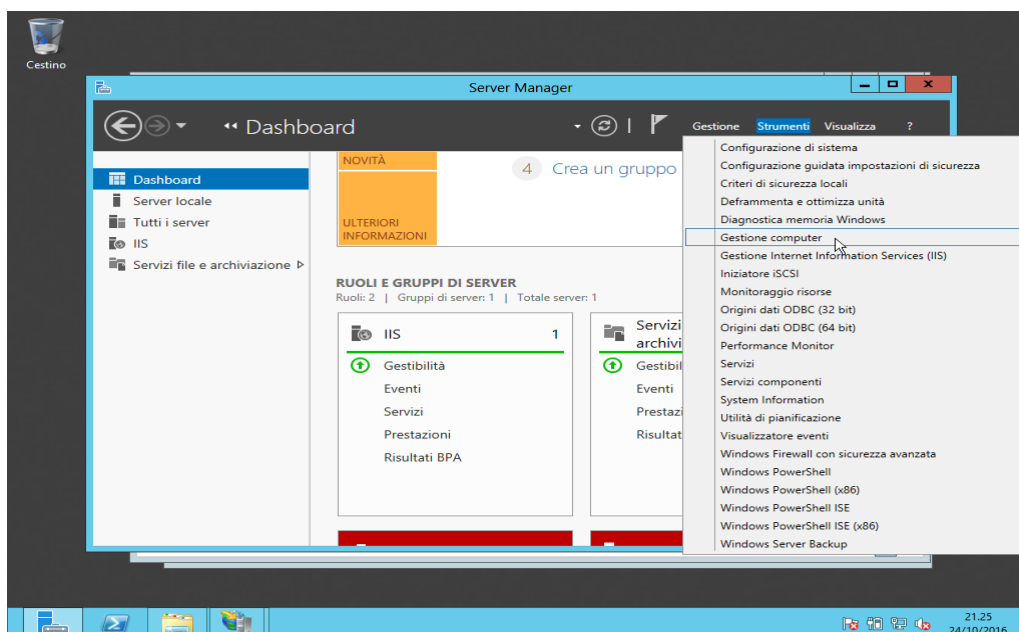 Cestino
Server Manager
Dashboard
Gestione Strumenti Visualizza ?
Dashboard
Server locale
Tutti i server
IIS
Servizi file e archiviazione
NOVITÀ
ULTERIORI
INFORMAZIONI
4 Crea un gruppo
RUOLI E GRUPPI DI SERVER
Ruoli: 2 | Gruppi di server: 1 | Totale server: 1
IIS 1
Gestibilità
Eventi
Servizi
Prestazioni
Risultati BPA
Servizi
archivi
Gestibil
Eventi
Prestazi
Risultat
Configurazione di sistema
Configurazione guidata impostazioni di sicurezza
Criteri di sicurezza locali
Deframmenta e ottimizza unità
Diagnostica memoria Windows
Gestione computer
Gestione Internet Information Services (IIS)
Iniziatore iSCSI
Monitoraggio risorse
Origini dati ODBC (32 bit)
Origini dati ODBC (64 bit)
Performance Monitor
Servizi
Servizi componenti
System Information
Utilità di pianificazione
Visualizzatore eventi
Windows Firewall con sicurezza avanzata
Windows PowerShell
Windows PowerShell (x86)
Windows PowerShell ISE
Windows PowerShell ISE (x86)
Windows Server Backup
21.25
24/10/2016